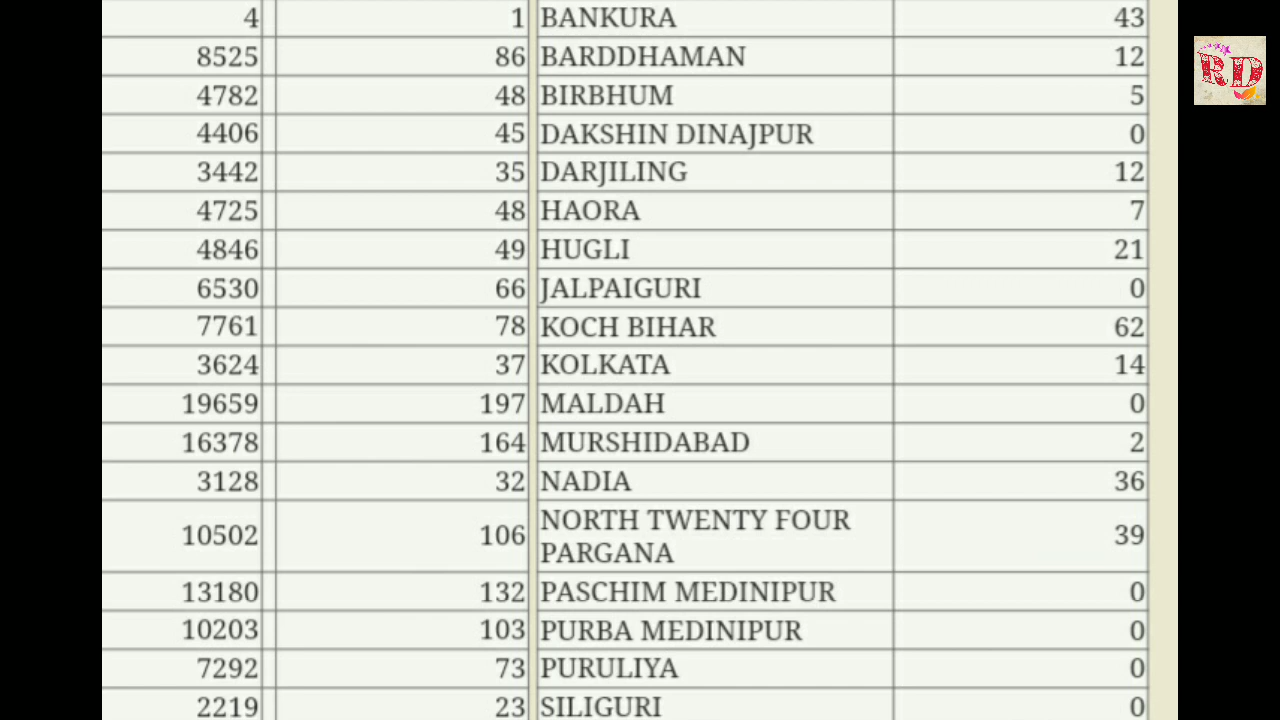 4 1 BANKURA 43
8525 86 BARDDHAMAN 12
4782 48 BIRBHUM 5
4406 45 DAKSHIN DINAJPUR 0
3442 35 DARJILING 12
4725 48 HAORA 7
4846 49 HUGLI 21
6530 66 JALPAIGURI 0
7761 78 KOCH BIHAR 62
3624 37 KOLKATA 14
19659 197 MALDAH 0
16378 164 MURSHIDABAD 2
3128 32 NADIA 36
10502 106 NORTH TWENTY FOUR
PARGANA 39
13180 132 PASCHIM MEDINIPUR 0
10203 103 PURBA MEDINIPUR 0
7292 73 PURULIYA 0
2219 23 SILIGURI 0
RD